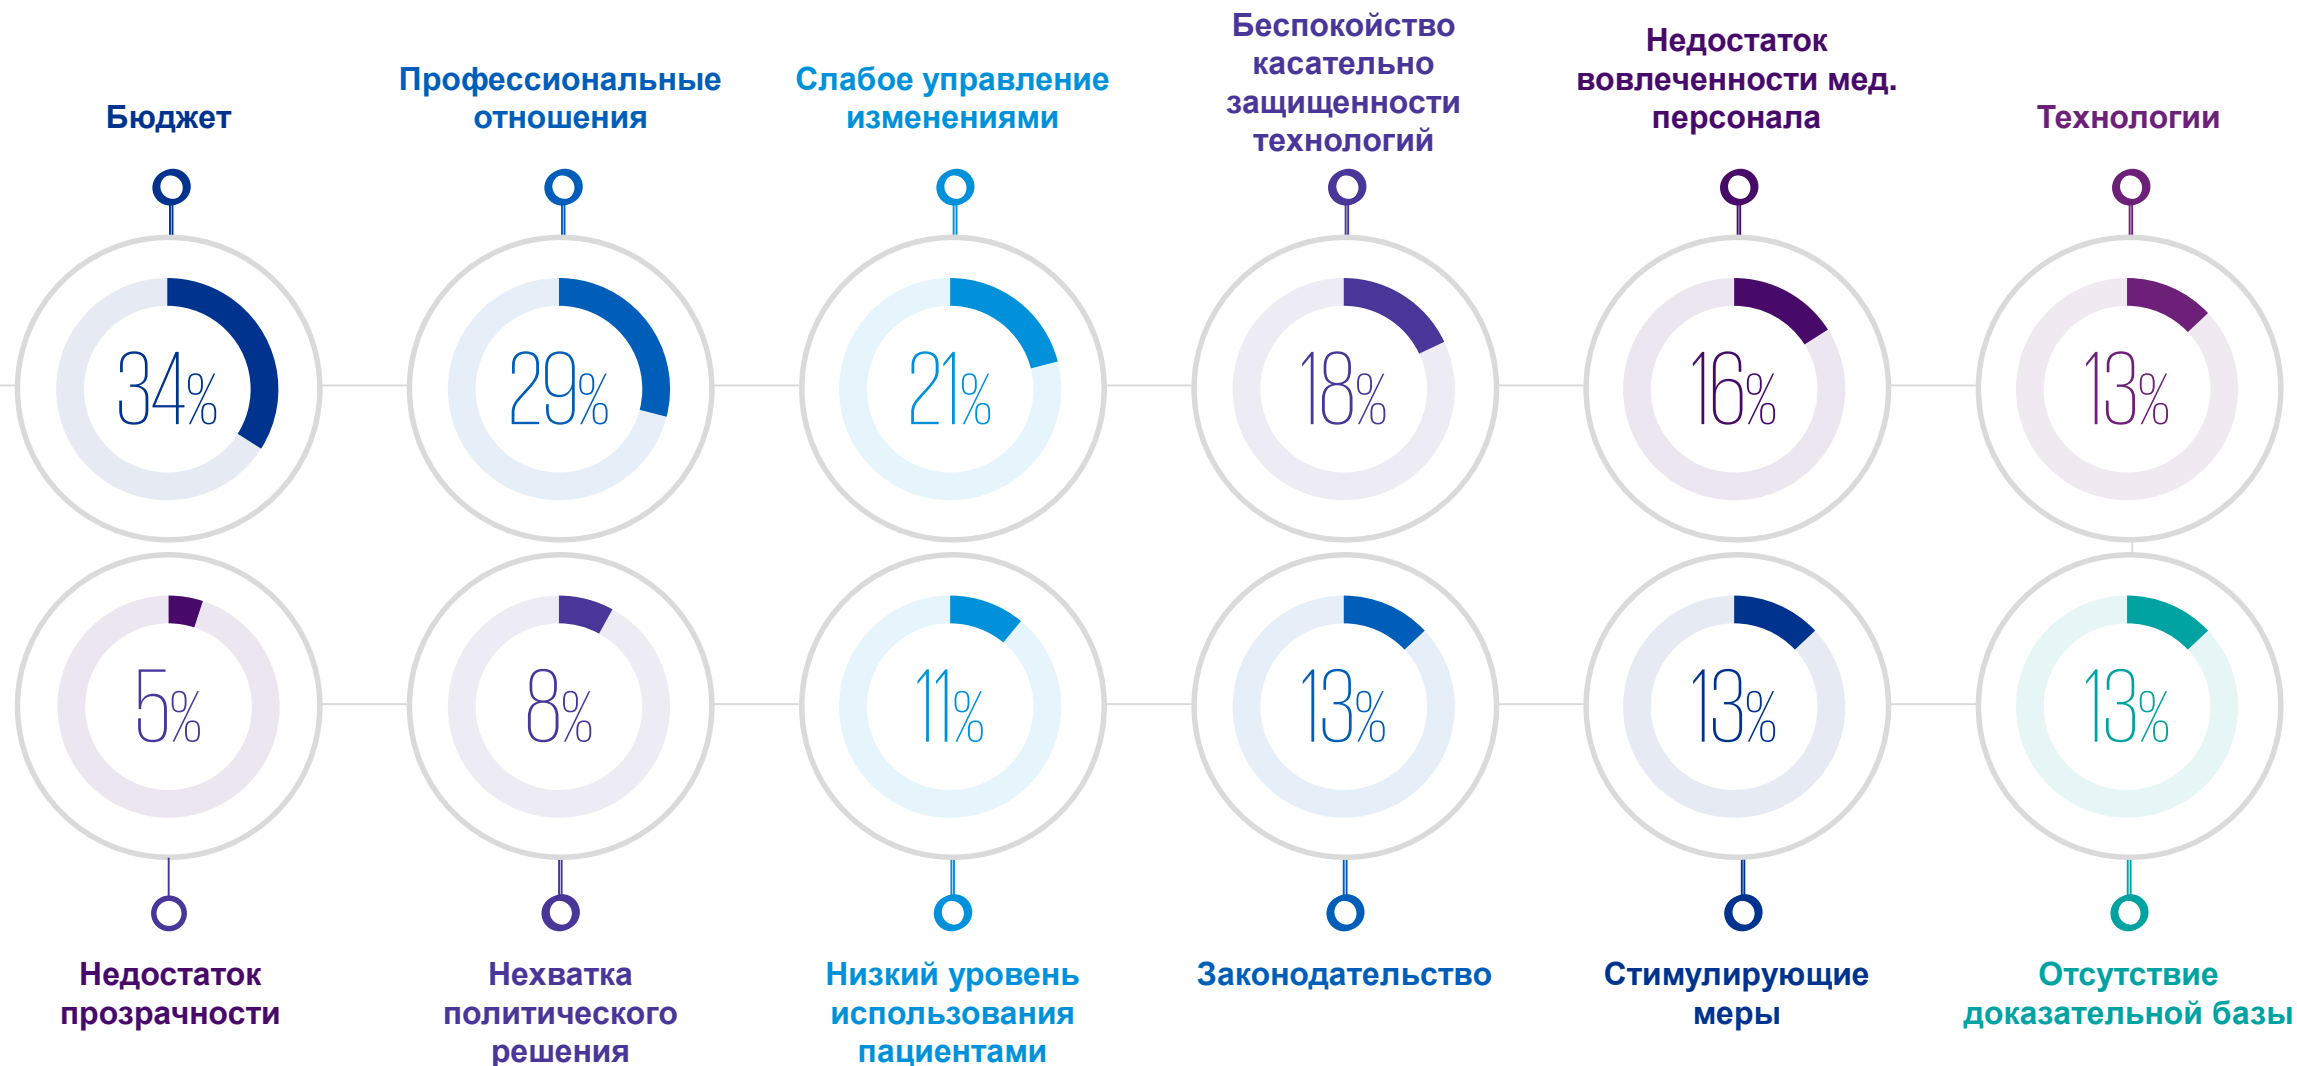 Бюджет
Профессиональные
отношения
Слабое управление
изменениями
Беспокойство
касательно
защищенности
технологий
Недостаток
вовлеченности мед.
персонала
Технологии
34%
29%
21%
18%
16%
13%
5%
8%
11%
13%
13%
13%
Недостаток
прозрачности
Нехватка
политического
решения
Низкий уровень
использования
пациентами
Законодательство
Стимулирующие
меры
Отсутствие
доказательной базы